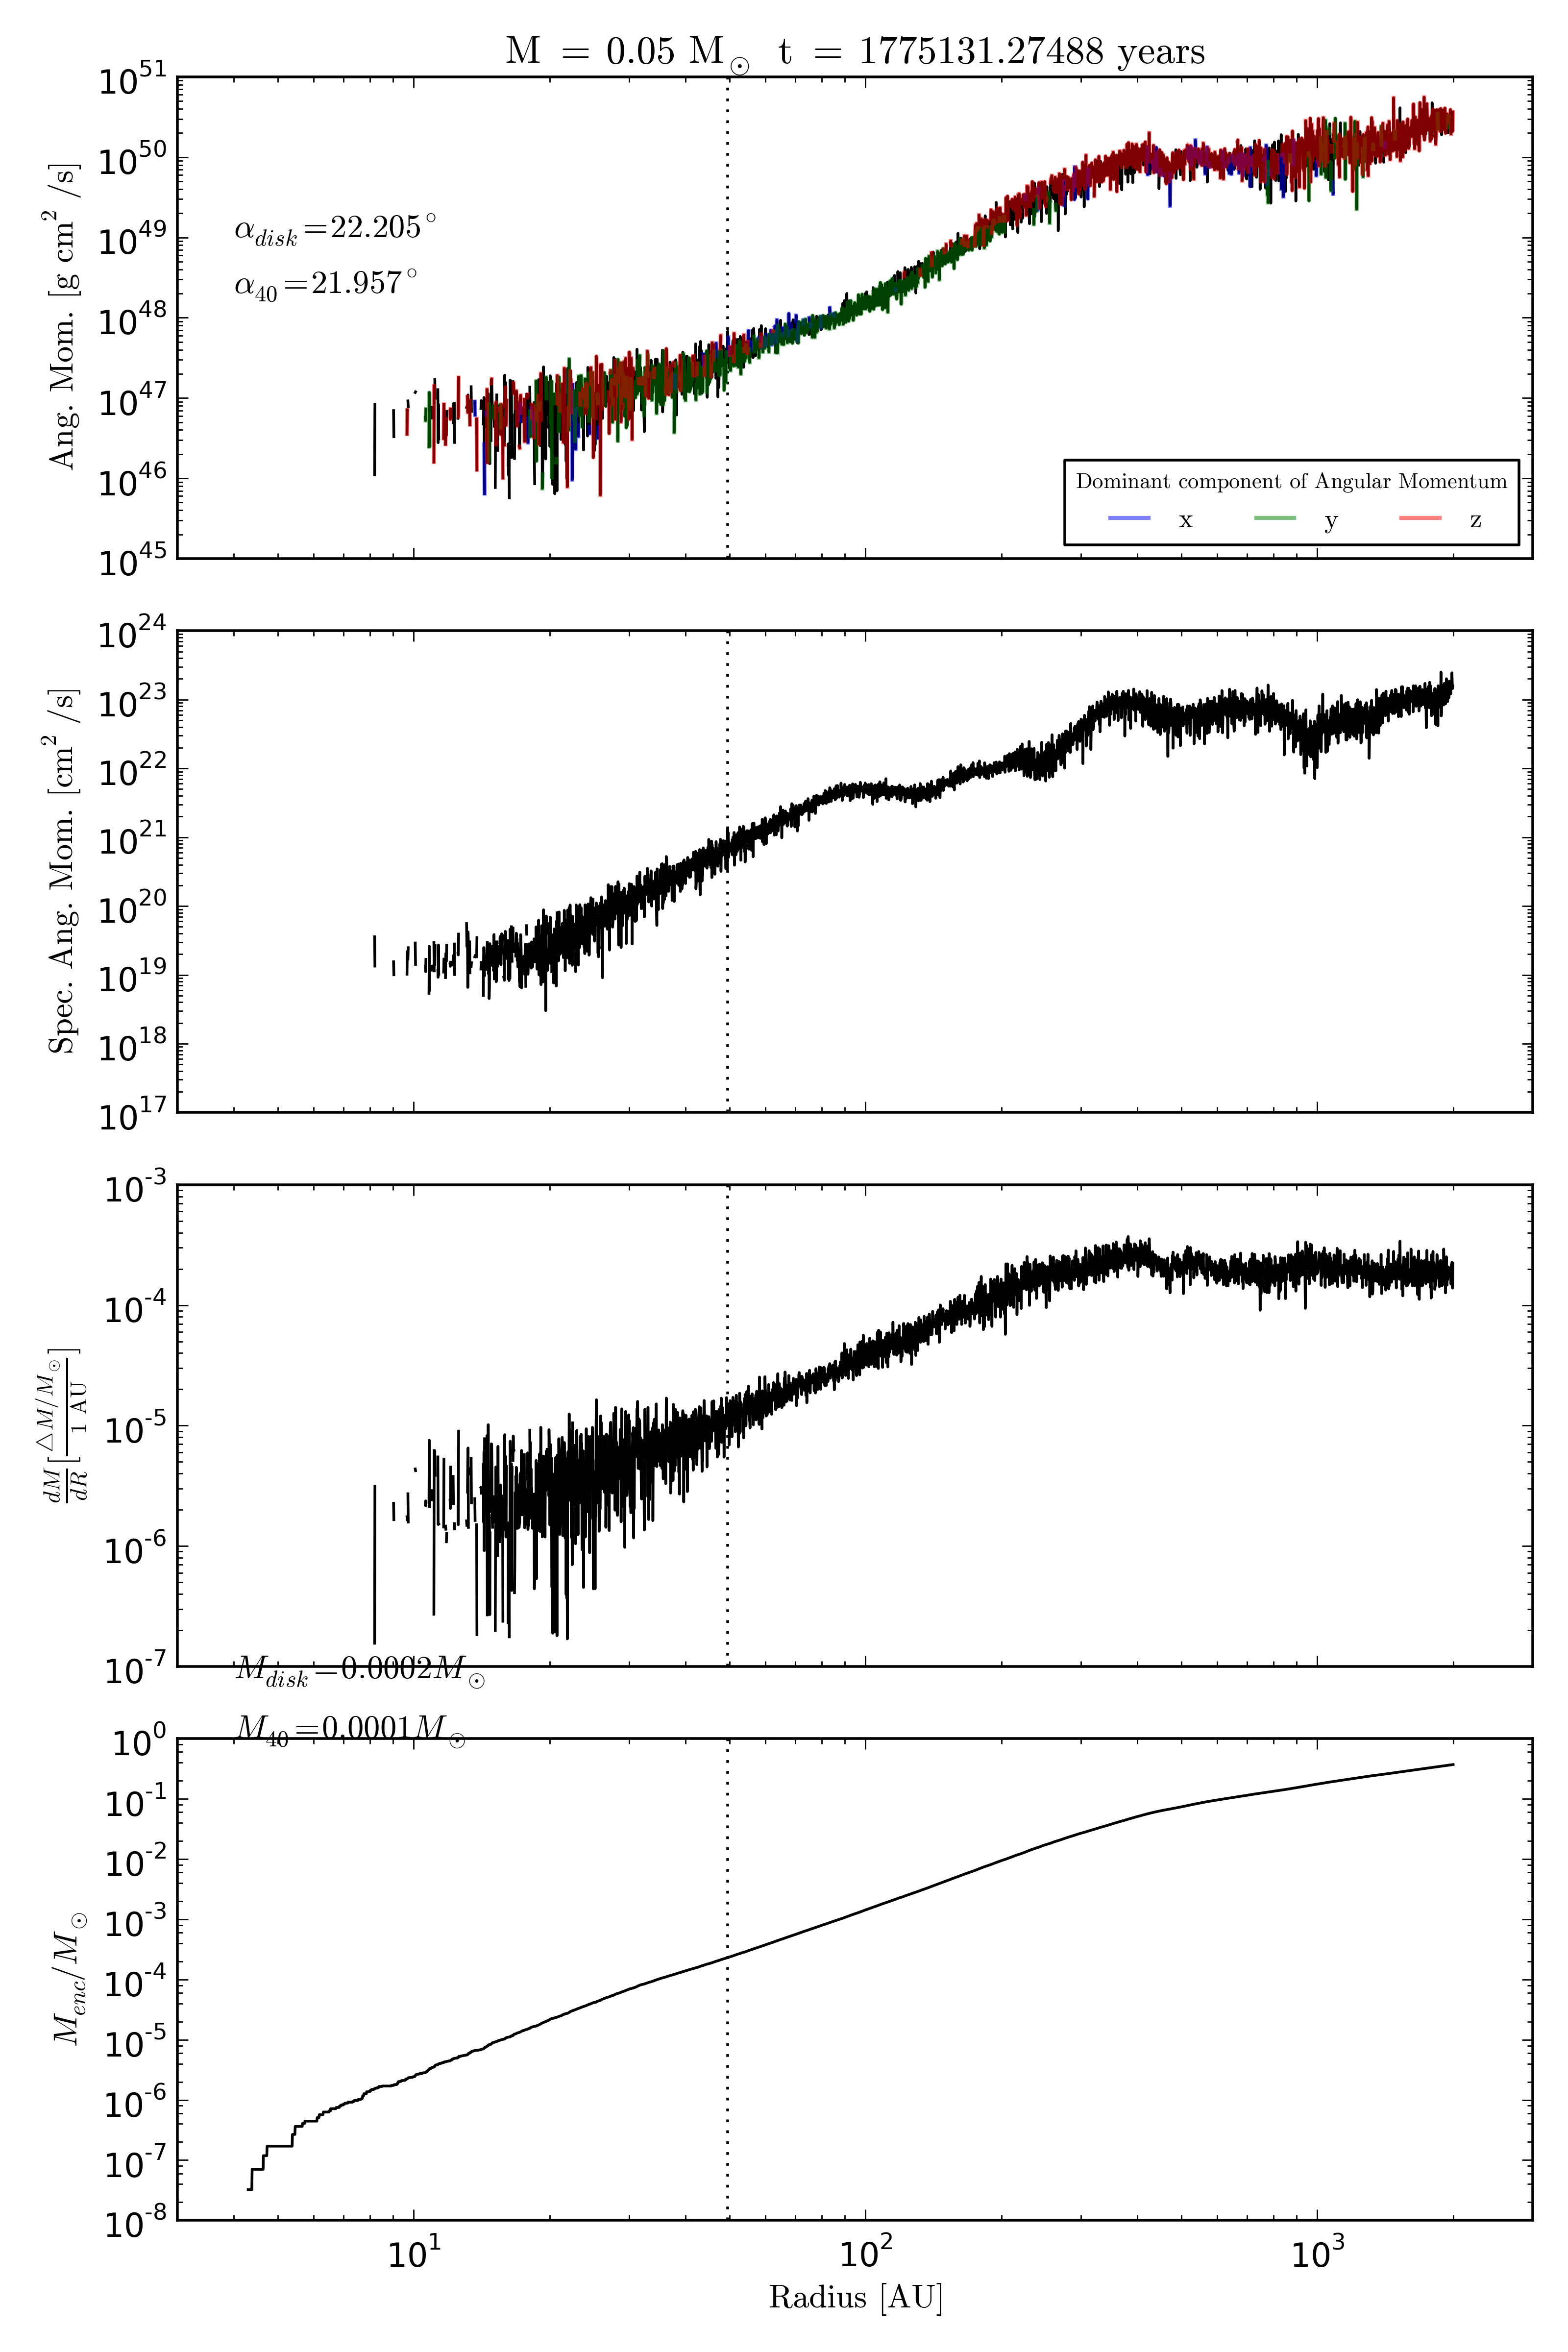 M = 0.05 M⊙ t = 1775131.27488 years
10^51
10^50
10^49
10^48
10^47
10^46
10^45
Ang. Mom. [g cm^2 /s]
α_disk=22.205°
α_40=21.957°
Dominant component of Angular Momentum
x y z
10^24
10^23
10^22
10^21
10^20
10^19
10^18
10^17
Spec. Ang. Mom. [cm^2 /s]
10^-3
10^-4
10^-5
10^-6
10^-7
dM/dR [△M/M⊙ / 1 AU]
M_disk=0.0002M⊙
M_40=0.0001M⊙
10^0
10^-1
10^-2
10^-3
10^-4
10^-5
10^-6
10^-7
10^-8
M_enc/M⊙
10^1 10^2 10^3
Radius [AU]